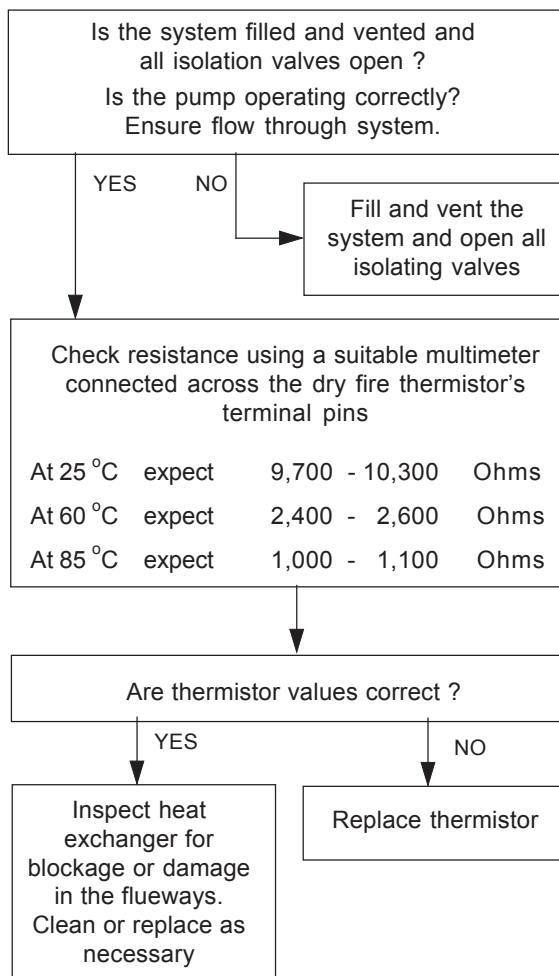 Is the system filled and vented and
all isolation valves open ?
Is the pump operating correctly?
Ensure flow through system.
YES
NO
Fill and vent the
system and open all
isolating valves
Check resistance using a suitable multimeter
connected across the dry fire thermistor's
terminal pins
At 25 °C expect 9,700 - 10,300 Ohms
At 60 °C expect 2,400 - 2,600 Ohms
At 85 °C expect 1,000 - 1,100 Ohms
Are thermistor values correct ?
YES
NO
Inspect heat
exchanger for
blockage or damage
in the flueways.
Clean or replace as
necessary
Replace thermistor